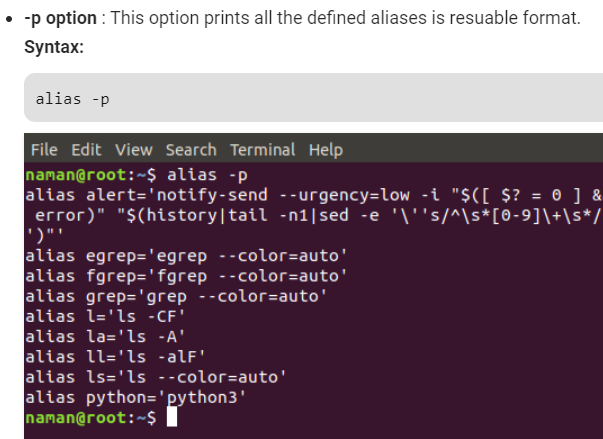 • -p option : This option prints all the defined aliases is resuable format.
Syntax:
alias -p
File Edit View Search Terminal Help
naman@root:~$ alias -p
alias alert='notify-send --urgency=low -i "$([ $? = 0 ] &
error)" "$(history|tail -n1|sed -e '\''s/^\s*[0-9]\+\s*/
')"'
alias egrep='egrep --color=auto'
alias fgrep='fgrep --color=auto'
alias grep='grep --color=auto'
alias l='ls -CF'
alias la='ls -A'
alias ll='ls -alF'
alias ls='ls --color=auto'
alias python='python3'
naman@root:~$